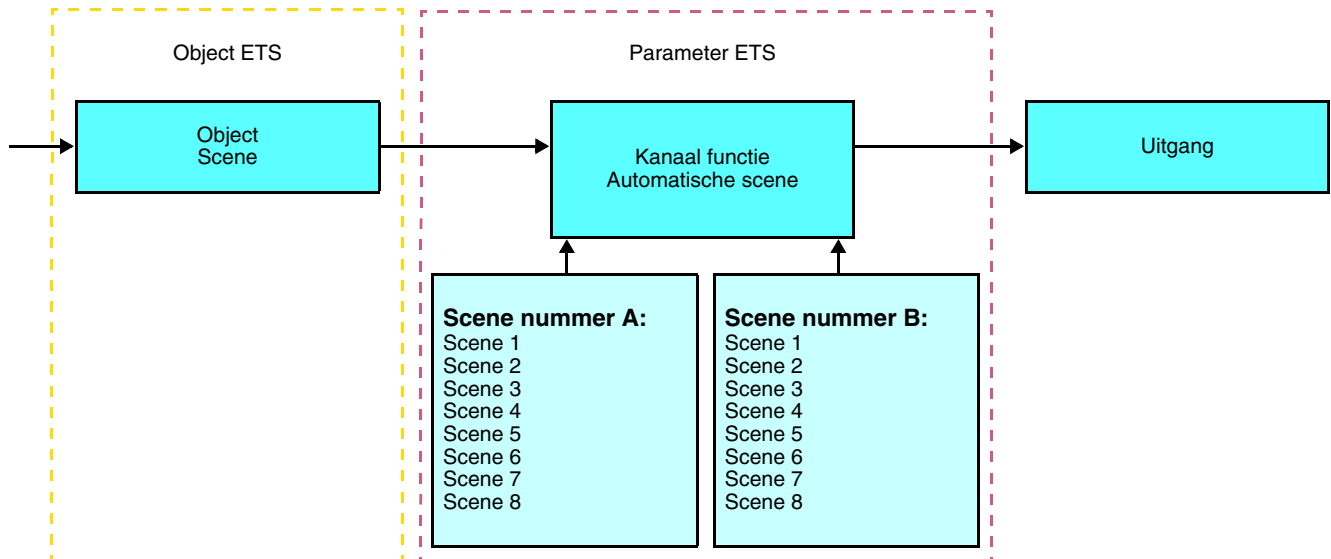 Object ETS
Parameter ETS
Object
Scene
Kanaal functie
Automatische scene
Uitgang
Scene nummer A:
Scene 1
Scene 2
Scene 3
Scene 4
Scene 5
Scene 6
Scene 7
Scene 8
Scene nummer B:
Scene 1
Scene 2
Scene 3
Scene 4
Scene 5
Scene 6
Scene 7
Scene 8